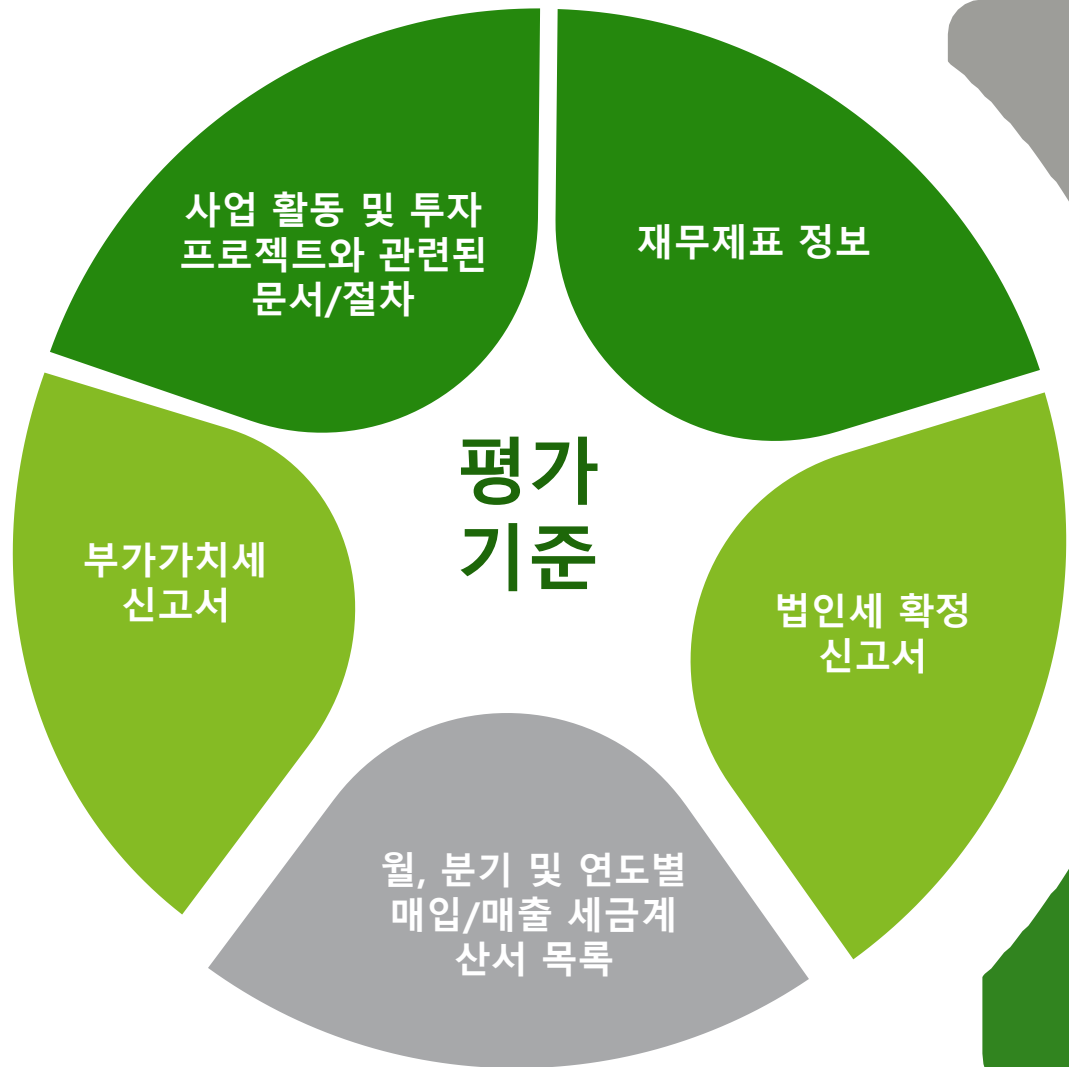 사업 활동 및 투자
프로젝트와 관련된
문서/절차
재무제표 정보
평가
기준
부가가치세
신고서
법인세 확정
신고서
월, 분기 및 연도별
매입/매출 세금계
산서 목록